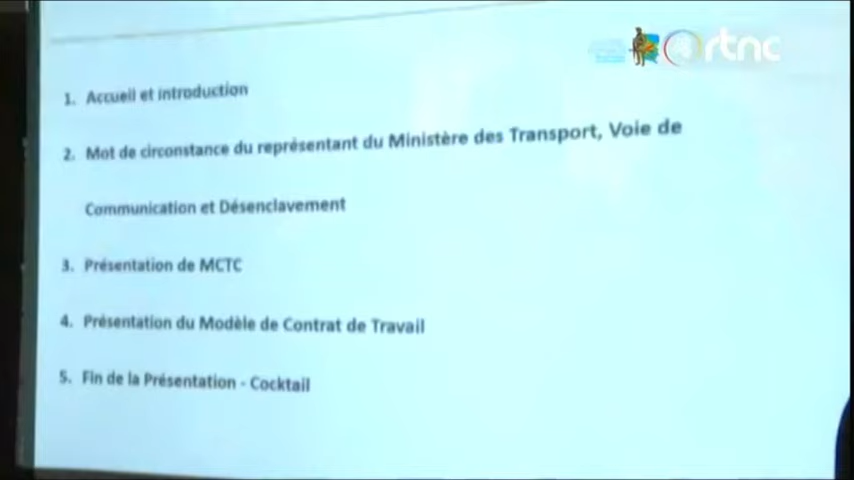 rtnc
1. Accueil et introduction
2. Mot de circonstance du représentant du Ministère des Transport, Voie de
Communication et Désenclavement
3. Présentation de MCTC
4. Présentation du Modèle de Contrat de Travail
5. Fin de la Présentation - Cocktail